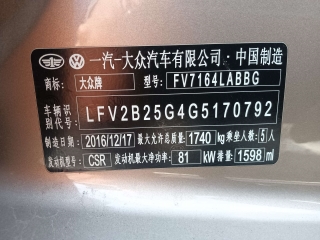 一汽-大众汽车有限公司. 中国制造
商标: 大众牌 型号: FV7164LABBG
车辆识别代号: LFV2B25G4G5170792
制造日期 2016/12/17 最大允许总质量 1740 kg 乘坐人数 5 人
发动机型号 CSR 发动机最大净功率: 81 kW 排量: 1598 ml